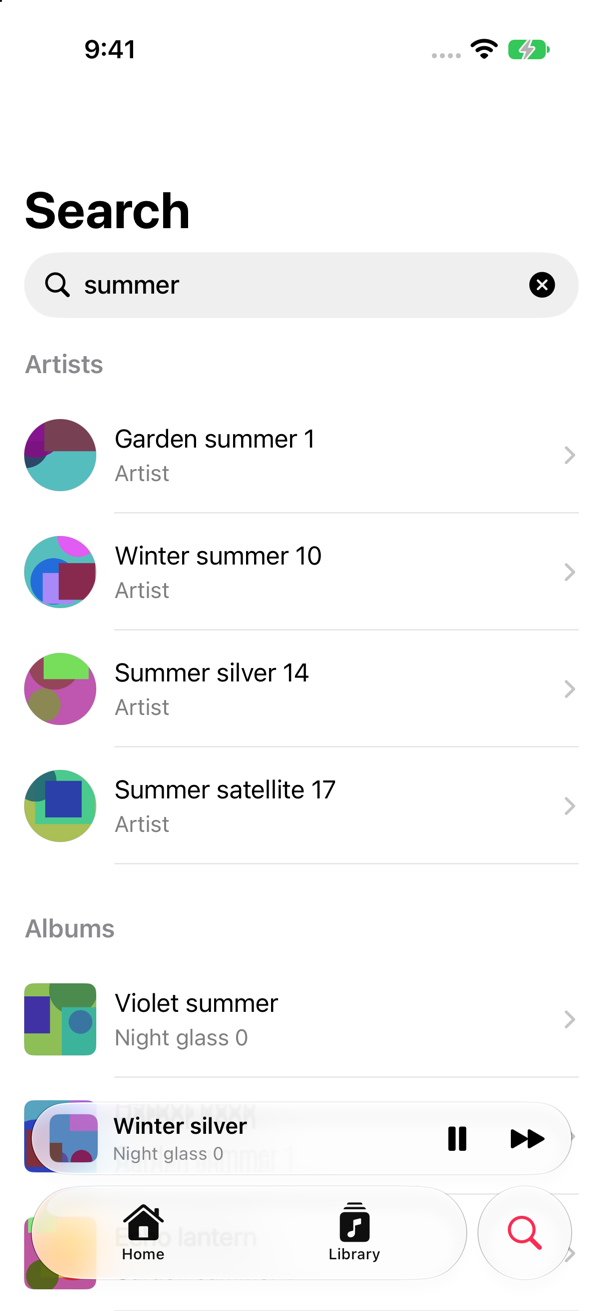 9:41
Search
summer
Artists
Garden summer 1
Artist
Winter summer 10
Artist
Summer silver 14
Artist
Summer satellite 17
Artist
Albums
Violet summer
Night glass 0
Winter silver
Night glass 0
lantern
Home
Library